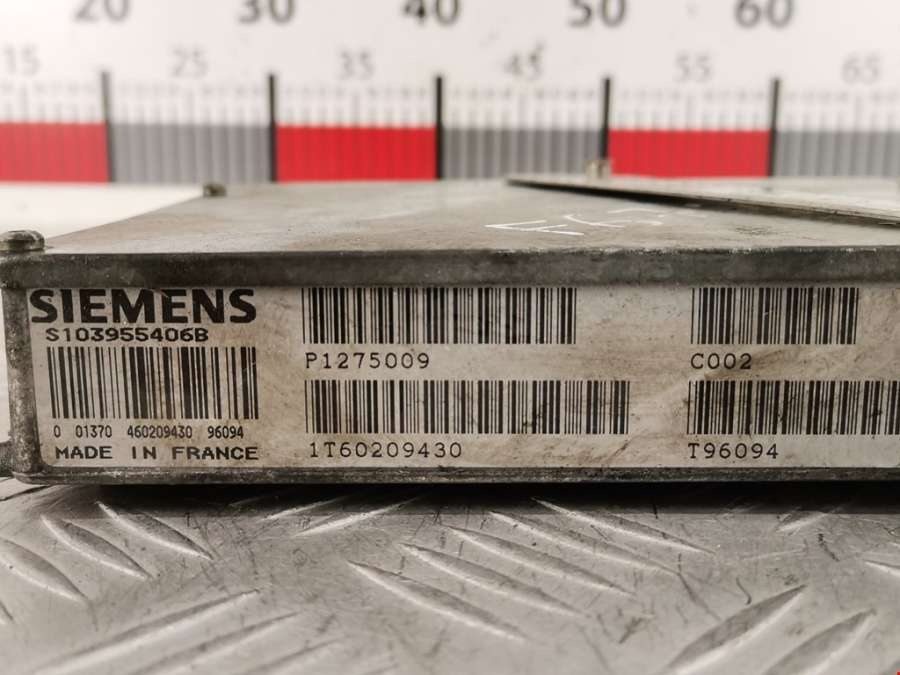 20 30 40 50 60
15 25 35 45 55 65
SIEMENS
S103955406B
0 01370 460209430 96094
MADE IN FRANCE
P1275009
1T60209430
C002
T96094